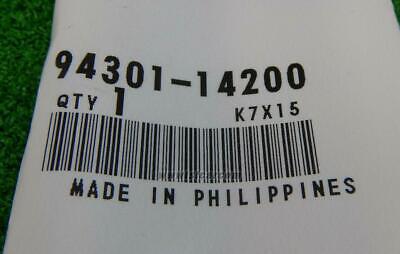 94301-14200
QTY 1 K7X15
MADE IN PHILIPPINES